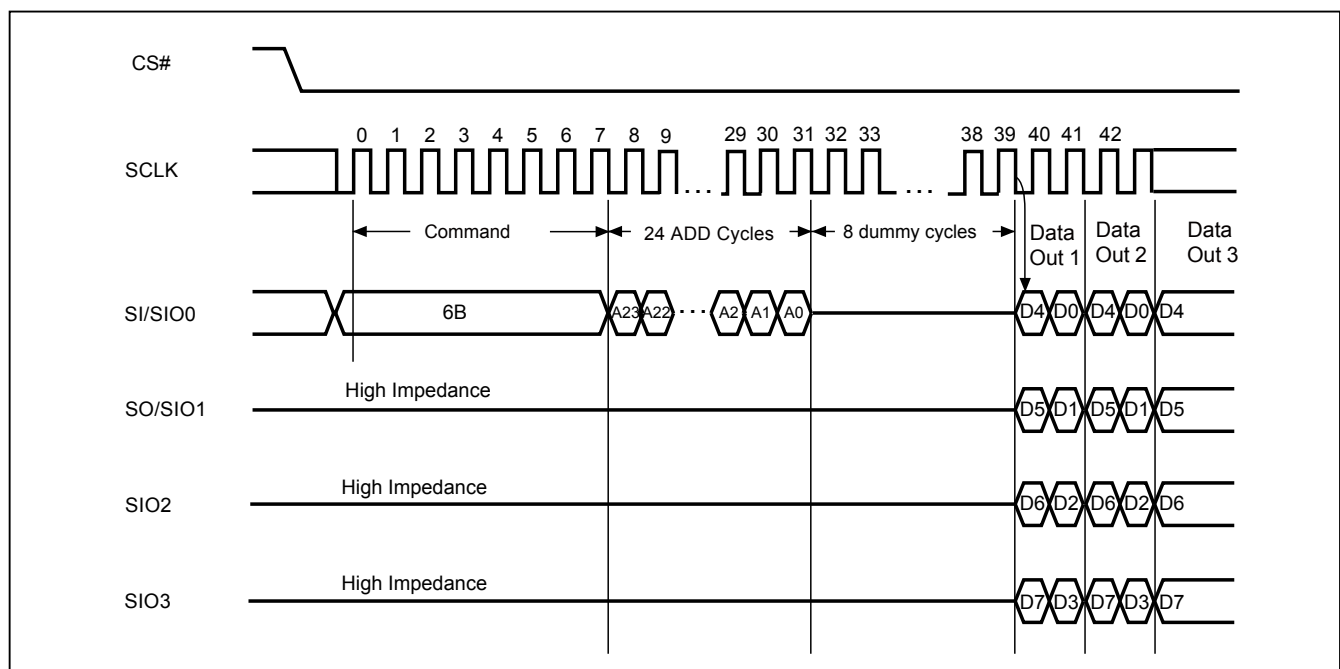 CS#
0 1 2 3 4 5 6 7 8 9 29 30 31 32 33 38 39 40 41 42
SCLK
Command 24 ADD Cycles 8 dummy cycles Data Out 1 Data Out 2 Data Out 3
SI/SIO0 6B A23 A22 A2 A1 A0 D4 D0 D4 D0 D4
High Impedance
SO/SIO1 D5 D1 D5 D1 D5
High Impedance
SIO2 D6 D2 D6 D2 D6
High Impedance
SIO3 D7 D3 D7 D3 D7